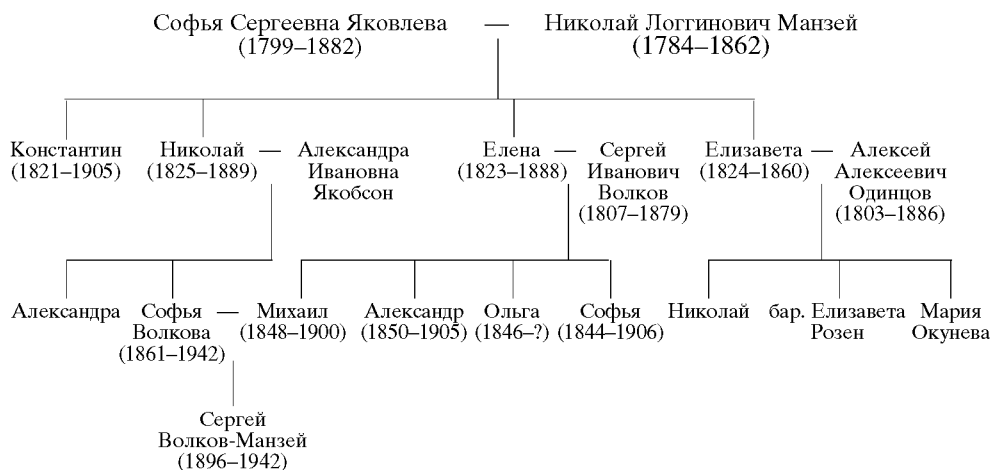 Софья Сергеевна Яковлева — Николай Логгинович Манзей
(1799–1882) (1784–1862)
Константин
(1821–1905)
Николай —
(1825–1889)
Александра
Ивановна
Якобсон
Елена —
(1823–1888)
Сергей
Иванович
Волков
(1807–1879)
Елизавета —
(1824–1860)
Алексей
Алексеевич
Одинцов
(1803–1886)
Александра
Софья —
Волкова
(1861–1942)
Михаил
(1848–1900)
Александр
(1850–1905)
Ольга
(1846–?)
Софья
(1844–1906)
Николай
бар. Елизавета
Розен
Мария
Окунева
Сергей
Волков-Манзей
(1896–1942)